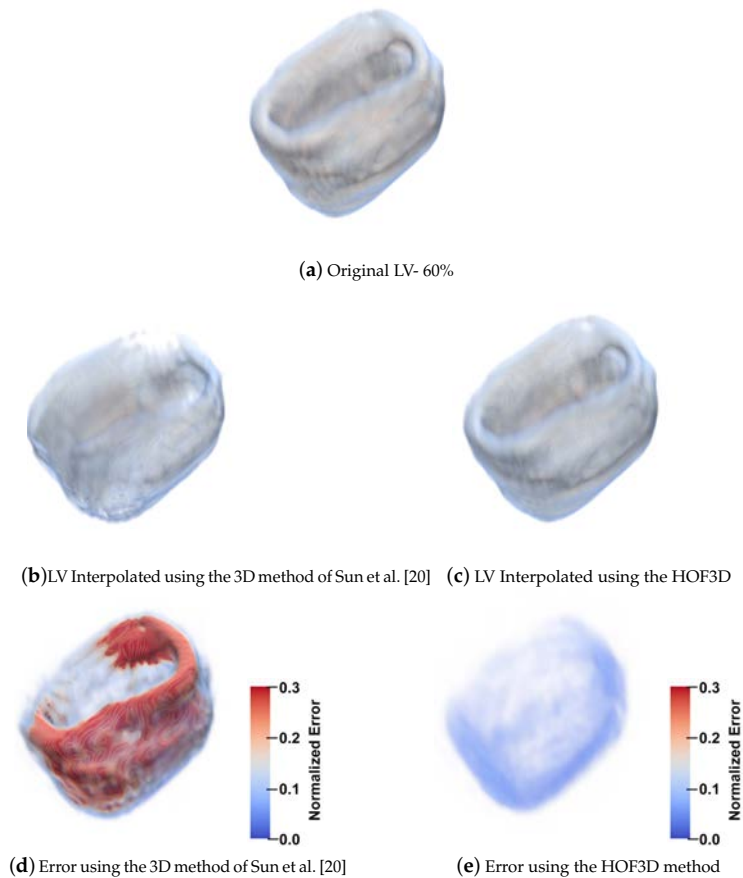 (a) Original LV- 60%
(b)LV Interpolated using the 3D method of Sun et al. [20]
(c) LV Interpolated using the HOF3D
0.3
0.2
0.1
0.0
Normalized Error
0.3
0.2
0.1
0.0
Normalized Error
(d) Error using the 3D method of Sun et al. [20]
(e) Error using the HOF3D method